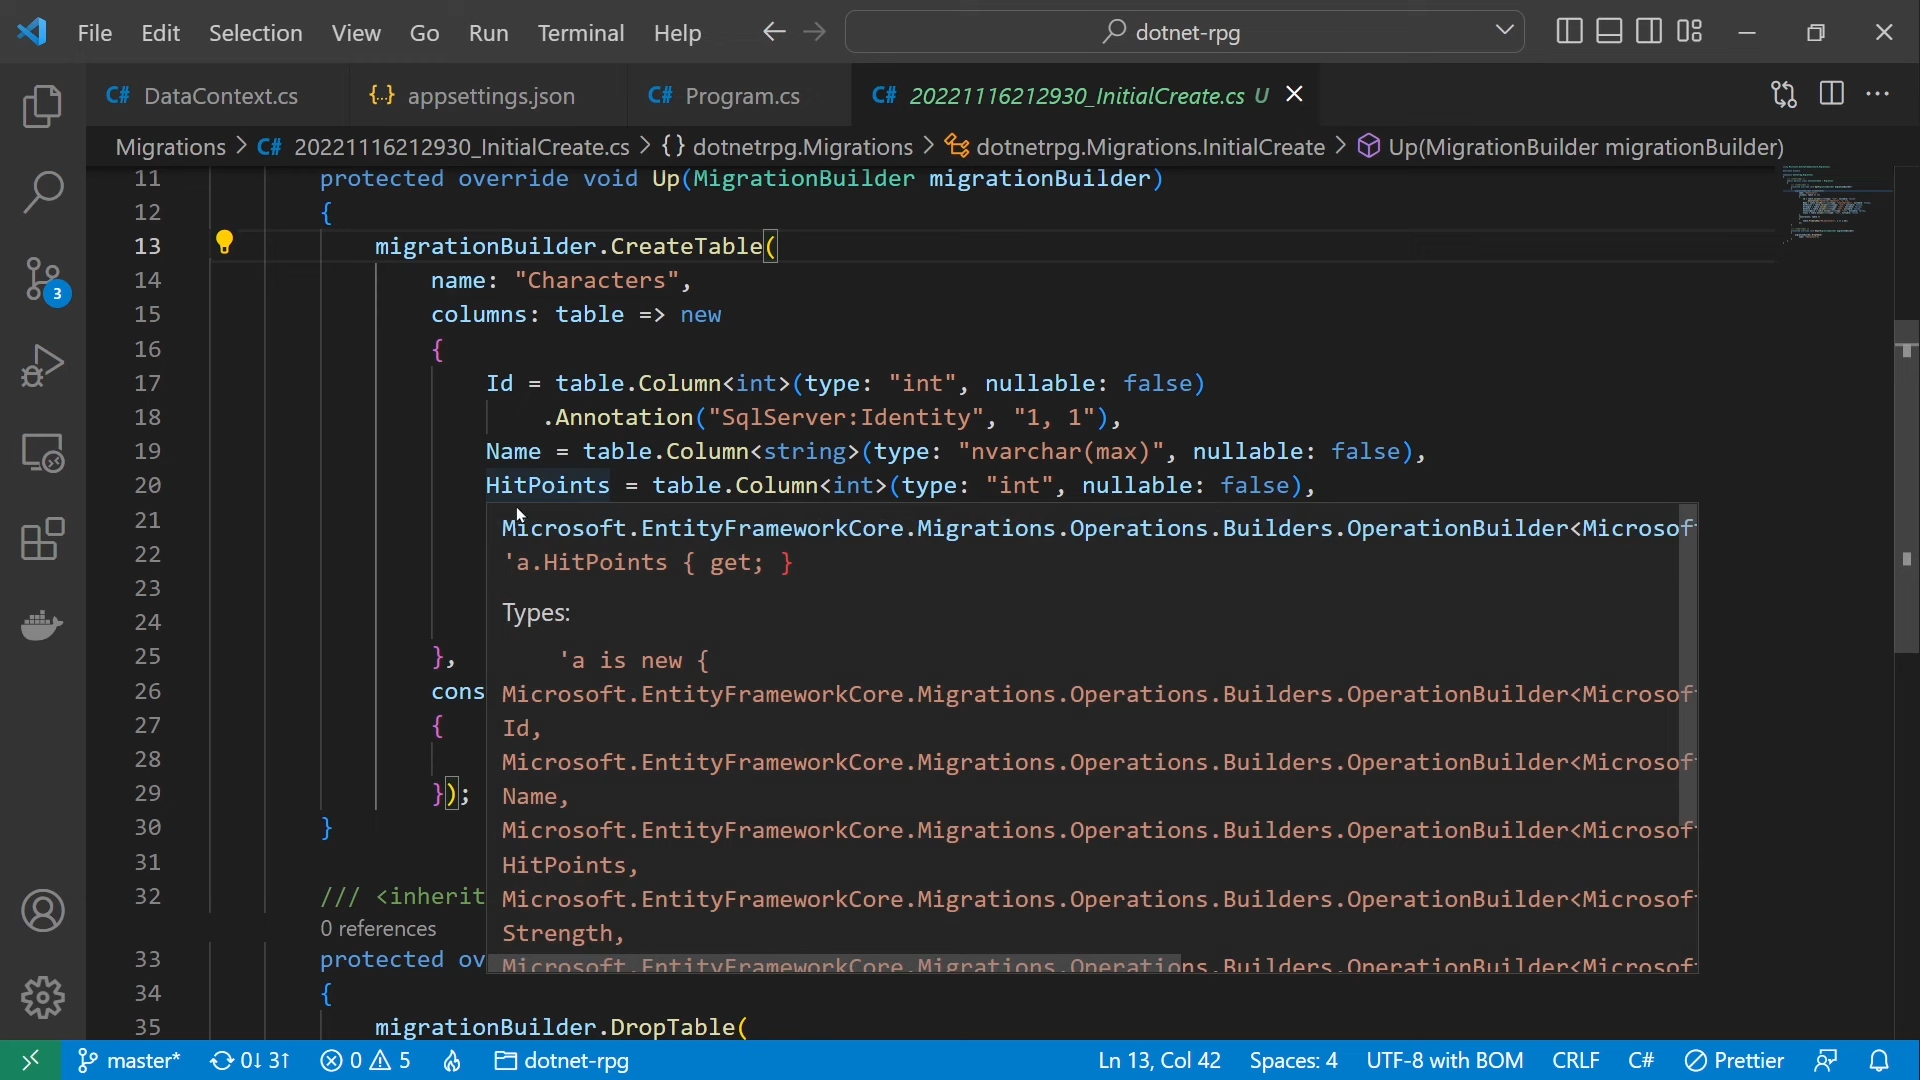 File Edit Selection View Go Run Terminal Help dotnet-rpg
C# DataContext.cs {..} appsettings.json C# Program.cs C# 20221116212930_InitialCreate.cs U
Migrations > C# 20221116212930_InitialCreate.cs > {} dotnetrpg.Migrations > dotnetrpg.Migrations.InitialCreate > Up(MigrationBuilder migrationBuilder)
11 protected override void Up(MigrationBuilder migrationBuilder)
12 {
13 migrationBuilder.CreateTable(
14 name: "Characters",
15 columns: table => new
16 {
17 Id = table.Column<int>(type: "int", nullable: false)
18 .Annotation("SqlServer:Identity", "1, 1"),
19 Name = table.Column<string>(type: "nvarchar(max)", nullable: false),
3
20 HitPoints = table.Column<int>(type: "int", nullable: false),
21
22
23
24
25 },
26 cons
27 {
28
29 });
30 }
31
32 /// <inherit
0 references
33 protected ov
34 {
35 migrationBuilder.DropTable(
Microsoft.EntityFrameworkCore.Migrations.Operations.Builders.OperationBuilder<Microsof
'a.HitPoints { get; }
Types:
'a is new {
Microsoft.EntityFrameworkCore.Migrations.Operations.Builders.OperationBuilder<Microsof
Id,
Microsoft.EntityFrameworkCore.Migrations.Operations.Builders.OperationBuilder<Microsof
Name,
Microsoft.EntityFrameworkCore.Migrations.Operations.Builders.OperationBuilder<Microsof
HitPoints,
Microsoft.EntityFrameworkCore.Migrations.Operations.Builders.OperationBuilder<Microsof
Strength,
Microsoft.EntityFrameworkCore.Migrations.Operations.Builders.OperationBuilder<Microsof
master* 0↓ 3↑ 0 5 dotnet-rpg Ln 13, Col 42 Spaces: 4 UTF-8 with BOM CRLF C# Prettier